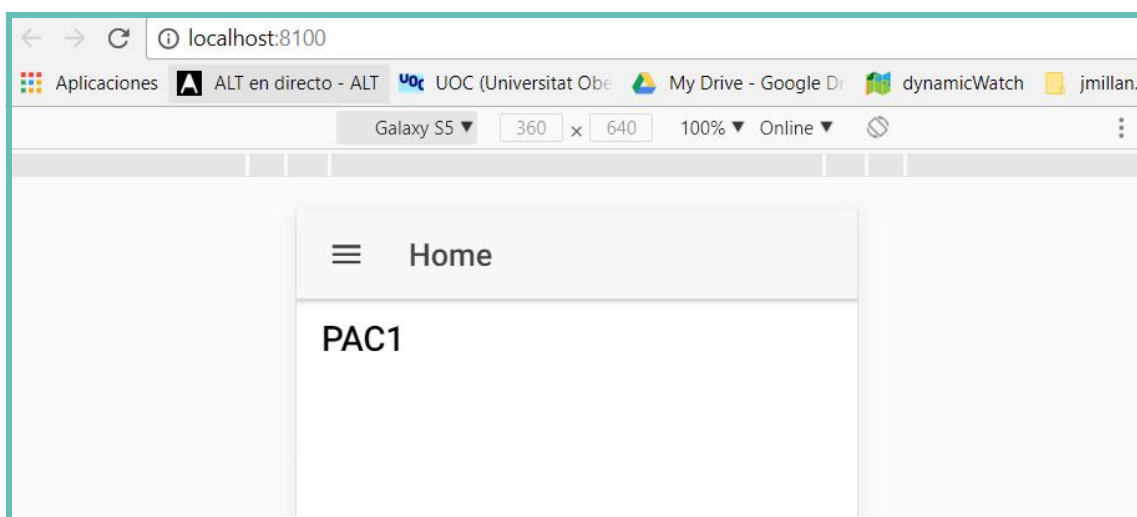 localhost:8100
Aplicaciones A ALT en directo - ALT UOC UOC (Universitat Obe My Drive - Google Dr dynamicWatch jmillan.
Galaxy S5 ▼ 360 x 640 100% ▼ Online ▼
Home
PAC1